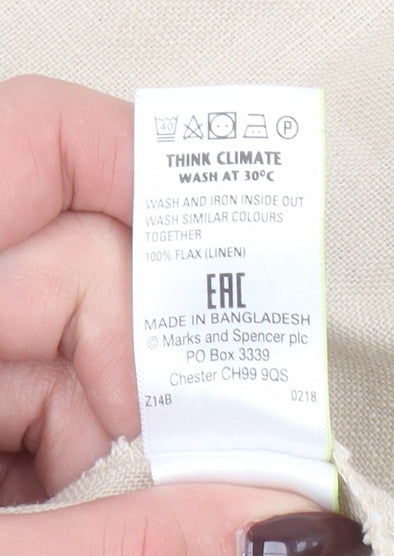 40 P
THINK CLIMATE
WASH AT 30°C
WASH AND IRON INSIDE OUT
WASH SIMILAR COLOURS
TOGETHER
100% FLAX (LINEN)
EAC
MADE IN BANGLADESH
© Marks and Spencer plc
PO Box 3339
Chester CH99 9QS
Z14B 0218